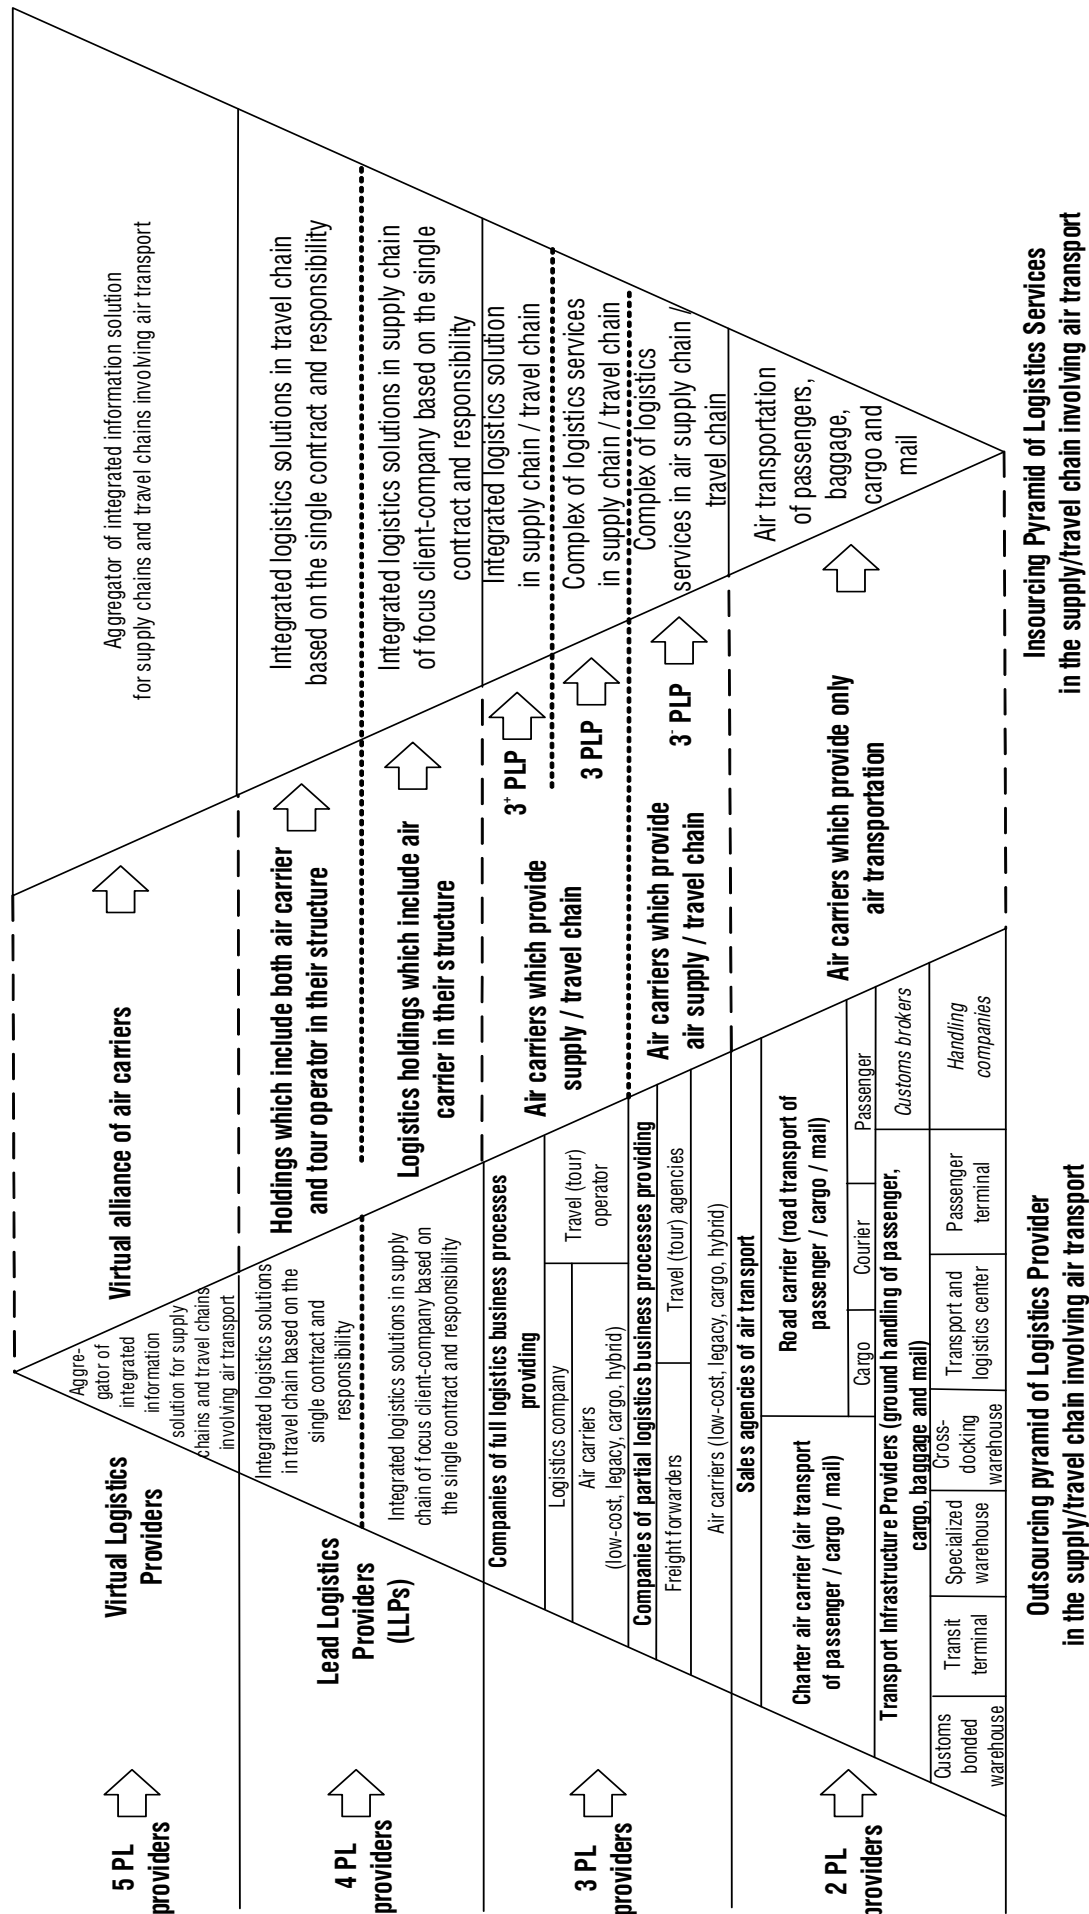 5 PL
providers
Virtual Logistics
Providers
Aggre-
gator of
integrated
information
solution for supply
chains and travel chains
involving air transport
Virtual alliance of air carriers
Aggregator of integrated information solution
for supply chains and travel chains involving air transport
4 PL
providers
Lead Logistics
Providers
(LLPs)
Integrated logistics solutions
in travel chain based on the
single contract and
responsibility
Holdings which include both air carrier
and tour operator in their structure
Integrated logistics solutions in travel chain
based on the single contract and responsibility
Integrated logistics solutions in supply
chain of focus client-company based on
the single contract and responsibility
Logistics holdings which include air
carrier in their structure
Integrated logistics solutions in supply chain
of focus client-company based on the single
contract and responsibility
3 PL
providers
Companies of full logistics business processes
providing
Logistics company
Air carriers
(low-cost, legacy, cargo, hybrid)
Travel (tour)
operator
Air carriers which provide
supply / travel chain
3+ PLP
Integrated logistics solution
in supply chain / travel chain
3 PLP
Complex of logistics services
in supply chain / travel chain
Companies of partial logistics business processes providing
Freight forwarders
Travel (tour) agencies
Air carriers (low-cost, legacy, cargo, hybrid)
Air carriers which provide
air supply / travel chain
3- PLP
Complex of logistics
services in air supply chain /
travel chain
2 PL
providers
Sales agencies of air transport
Charter air carrier (air transport
of passenger / cargo / mail)
Road carrier (road transport of
passenger / cargo / mail)
Cargo
Courier
Passenger
Transport Infrastructure Providers (ground handing of passenger,
cargo, baggage and mail)
Customs brokers
Customs
bonded
warehouse
Transit
terminal
Specialized
warehouse
Cross-
docking
warehouse
Transport and
logistics center
Passenger
terminal
Handling
companies
Air carriers which provide only
air transportation
Air transportation
of passengers,
baggage,
cargo and
mail
Outsourcing pyramid of Logistics Provider
in the supply/travel chain involving air transport
Insourcing Pyramid of Logistics Services
in the supply/travel chain involving air transport